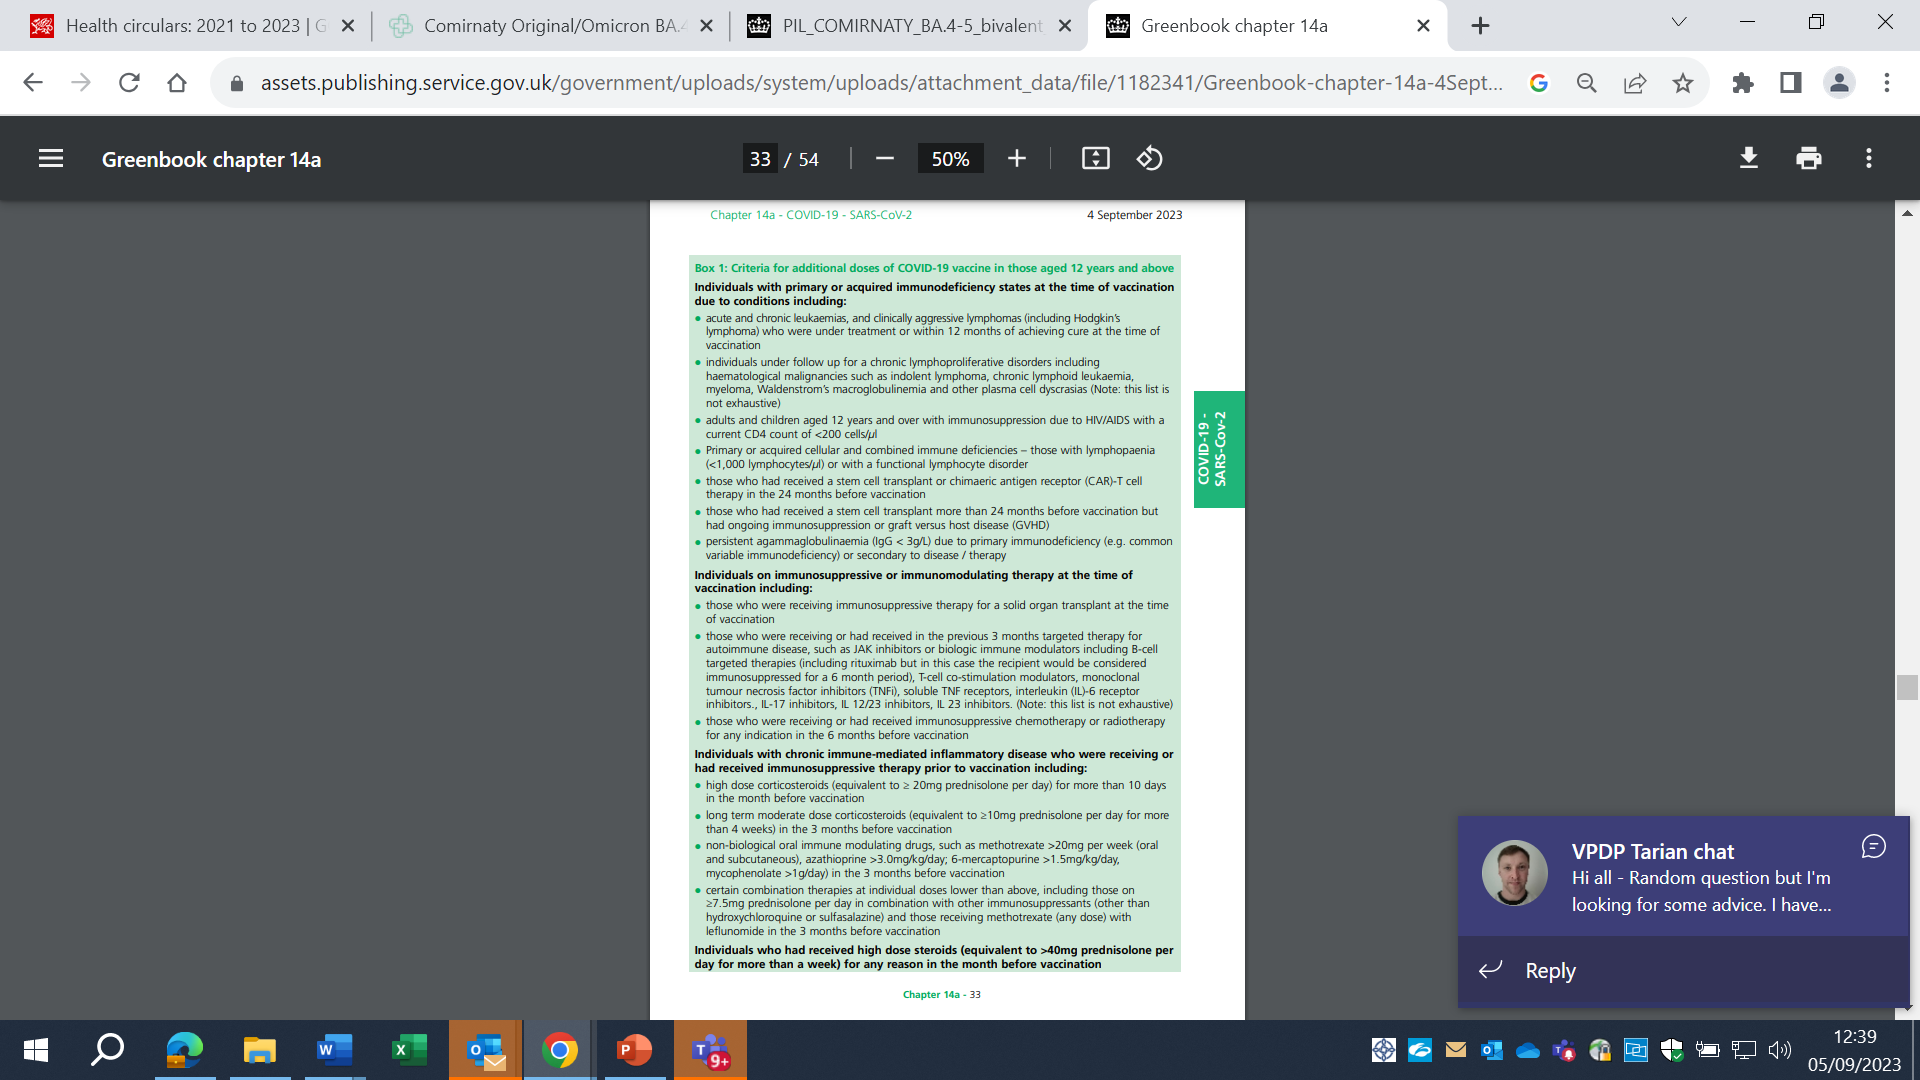 Health circulars: 2021 to 2023 | G
Comirnaty Original/Omicron BA.4
PIL_COMIRNATY_BA.4-5_bivalent
Greenbook chapter 14a
assets.publishing.service.gov.uk/government/uploads/system/uploads/attachment_data/file/1182341/Greenbook-chapter-14a-4Sept...
Greenbook chapter 14a
33 / 54
50%
Chapter 14a - COVID-19 - SARS-CoV-2
4 September 2023
Box 1: Criteria for additional doses of COVID-19 vaccine in those aged 12 years and above
Individuals with primary or acquired immunodeficiency states at the time of vaccination
due to conditions including:
• acute and chronic leukaemias, and clinically aggressive lymphomas (including Hodgkin's
lymphoma) who were under treatment or within 12 months of achieving cure at the time of
vaccination
• individuals under follow up for a chronic lymphoproliferative disorders including
haematological malignancies such as indolent lymphoma, chronic lymphoid leukaemia,
myeloma, Waldenstrom's macroglobulinemia and other plasma cell dyscrasias (Note: this list is
not exhaustive)
• adults and children aged 12 years and over with immunosuppression due to HIV/AIDS with a
current CD4 count of <200 cells/µl
• Primary or acquired cellular and combined immune deficiencies – those with lymphopaenia
(<1,000 lymphocytes/µl) or with a functional lymphocyte disorder
• those who had received a stem cell transplant or chimaeric antigen receptor (CAR)-T cell
therapy in the 24 months before vaccination
• those who had received a stem cell transplant more than 24 months before vaccination but
had ongoing immunosuppression or graft versus host disease (GVHD)
• persistent agammaglobulinaemia (IgG < 3g/L) due to primary immunodeficiency (e.g. common
variable immunodeficiency) or secondary to disease / therapy
Individuals on immunosuppressive or immunomodulating therapy at the time of
vaccination including:
• those who were receiving immunosuppressive therapy for a solid organ transplant at the time
of vaccination
• those who were receiving or had received in the previous 3 months targeted therapy for
autoimmune disease, such as JAK inhibitors or biologic immune modulators including B-cell
targeted therapies (including rituximab but in this case the recipient would be considered
immunosuppressed for a 6 month period), T-cell co-stimulation modulators, monoclonal
tumour necrosis factor inhibitors (TNFi), soluble TNF receptors, interleukin (IL)-6 receptor
inhibitors., IL-17 inhibitors, IL 12/23 inhibitors, IL 23 inhibitors. (Note: this list is not exhaustive)
• those who were receiving or had received immunosuppressive chemotherapy or radiotherapy
for any indication in the 6 months before vaccination
Individuals with chronic immune-mediated inflammatory disease who were receiving or
had received immunosuppressive therapy prior to vaccination including:
• high dose corticosteroids (equivalent to ≥ 20mg prednisolone per day) for more than 10 days
in the month before vaccination
• long term moderate dose corticosteroids (equivalent to ≥10mg prednisolone per day for more
than 4 weeks) in the 3 months before vaccination
• non-biological oral immune modulating drugs, such as methotrexate >20mg per week (oral
and subcutaneous), azathioprine >3.0mg/kg/day; 6-mercaptopurine >1.5mg/kg/day,
mycophenolate >1g/day) in the 3 months before vaccination
• certain combination therapies at individual doses lower than above, including those on
≥7.5mg prednisolone per day in combination with other immunosuppressants (other than
hydroxychloroquine or sulfasalazine) and those receiving methotrexate (any dose) with
leflunomide in the 3 months before vaccination
Individuals who had received high dose steroids (equivalent to >40mg prednisolone per
day for more than a week) for any reason in the month before vaccination
Chapter 14a - 33
COVID-19 -
SARS-Cov-2
VPDP Tarian chat
Hi all - Random question but I'm
looking for some advice. I have...
Reply
9+
12:39
05/09/2023